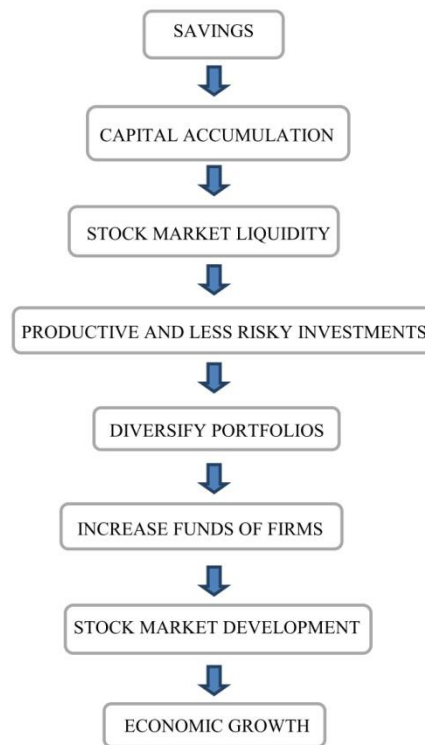 SAVINGS
CAPITAL ACCUMULATION
STOCK MARKET LIQUIDITY
PRODUCTIVE AND LESS RISKY INVESTMENTS
DIVERSIFY PORTFOLIOS
INCREASE FUNDS OF FIRMS
STOCK MARKET DEVELOPMENT
ECONOMIC GROWTH